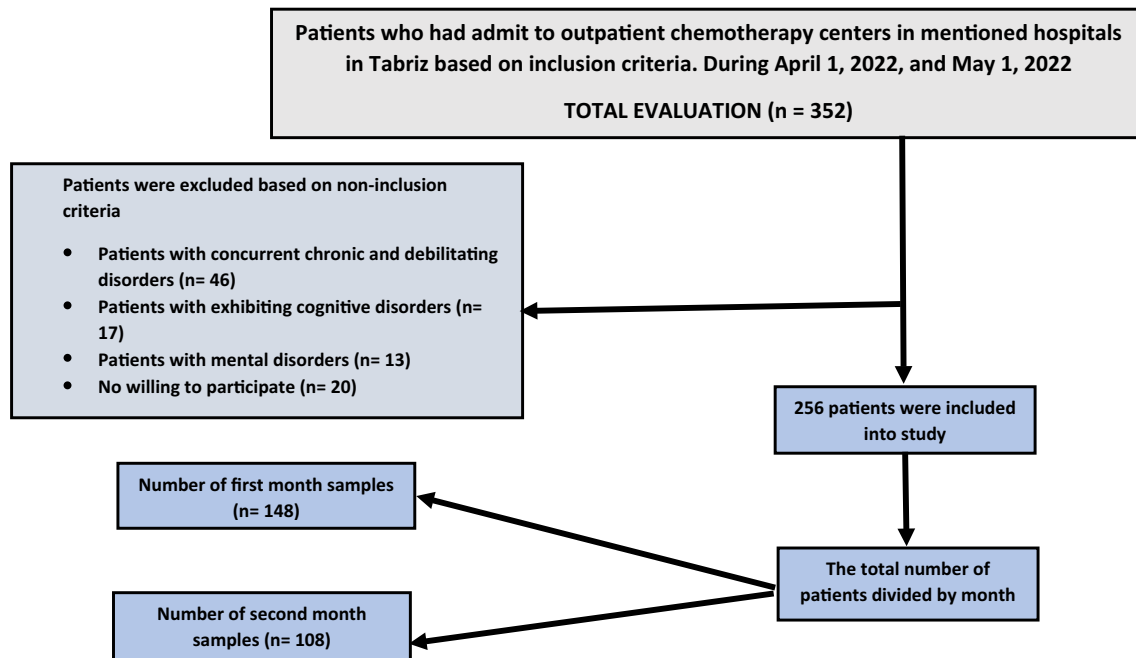 Patients who had admit to outpatient chemotherapy centers in mentioned hospitals
in Tabriz based on inclusion criteria. During April 1, 2022, and May 1, 2022
TOTAL EVALUATION (n = 352)
Patients were excluded based on non-inclusion
criteria
• Patients with concurrent chronic and debilitating
disorders (n= 46)
• Patients with exhibiting cognitive disorders (n=
17)
• Patients with mental disorders (n= 13)
• No willing to participate (n= 20)
256 patients were included
into study
Number of first month samples
(n= 148)
The total number of
patients divided by month
Number of second month
samples (n= 108)